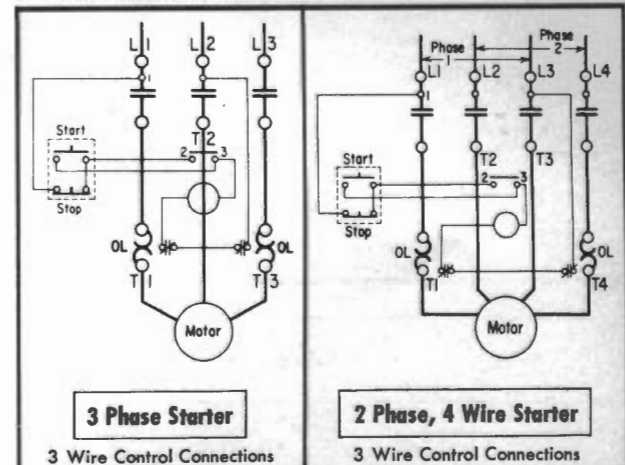 L1 L2 L3
1
T2
Start
2 3
Stop
OL OL
T1 T3
Motor
3 Phase Starter
3 Wire Control Connections
Phase 1
Phase 2
L1 L2 L3 L4
1
T2 T3
Start
2 3
Stop
OL OL
T1 T4
Motor
2 Phase, 4 Wire Starter
3 Wire Control Connections